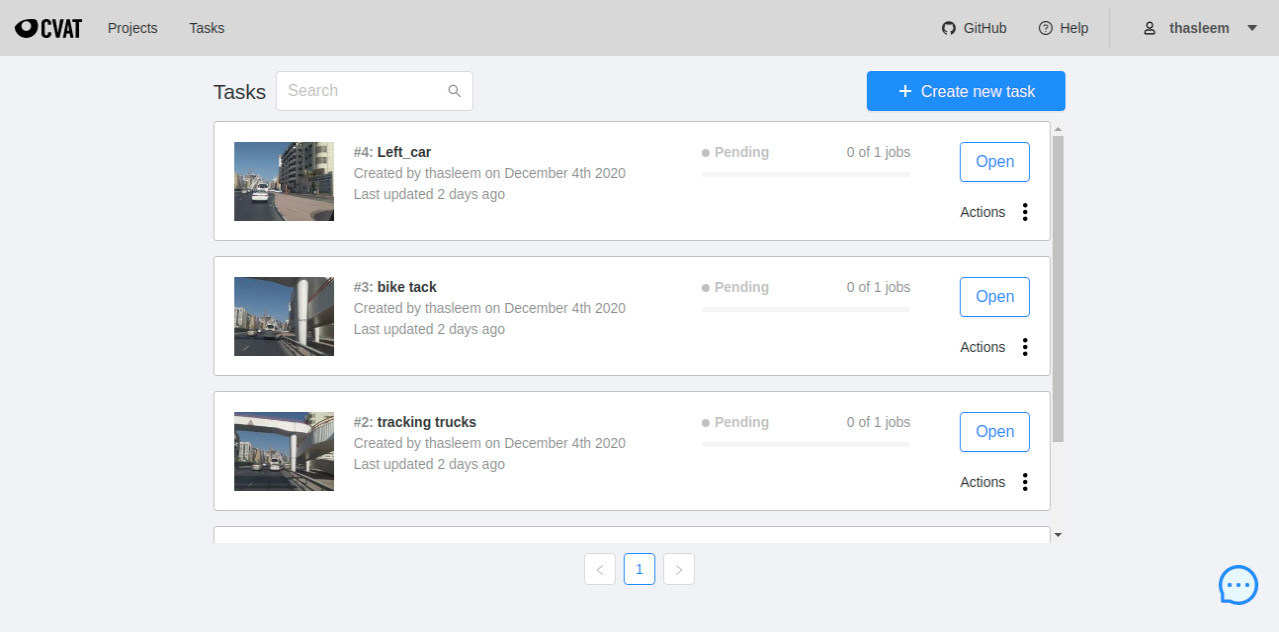 CVAT Projects Tasks GitHub Help thasleem
Tasks Search + Create new task
#4: Left_car Pending 0 of 1 jobs Open
Created by thasleem on December 4th 2020
Last updated 2 days ago
Actions
#3: bike tack Pending 0 of 1 jobs Open
Created by thasleem on December 4th 2020
Last updated 2 days ago
Actions
#2: tracking trucks Pending 0 of 1 jobs Open
Created by thasleem on December 4th 2020
Last updated 2 days ago
Actions
< 1 >